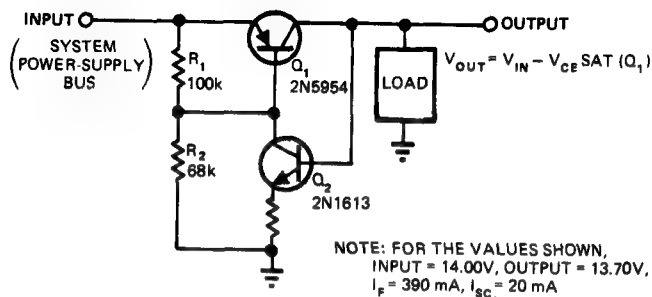 INPUT
OUTPUT
(SYSTEM
POWER-SUPPLY
BUS)
R1
100k
Q1
2N5954
LOAD
VOUT = VIN – VCE SAT (Q1)
R2
68k
Q2
2N1613
NOTE: FOR THE VALUES SHOWN,
INPUT = 14.00V, OUTPUT = 13.70V,
IF = 390 mA, ISC = 20 mA